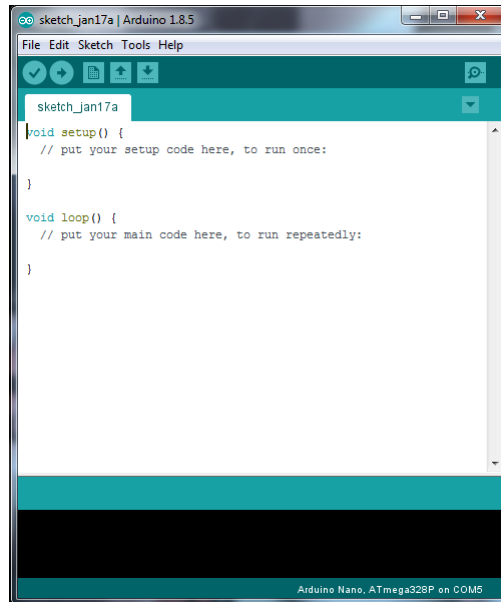 sketch_jan17a | Arduino 1.8.5
File Edit Sketch Tools Help
sketch_jan17a
void setup() {
  // put your setup code here, to run once:
}
void loop() {
  // put your main code here, to run repeatedly:
}
Arduino Nano, ATmega328P on COM5